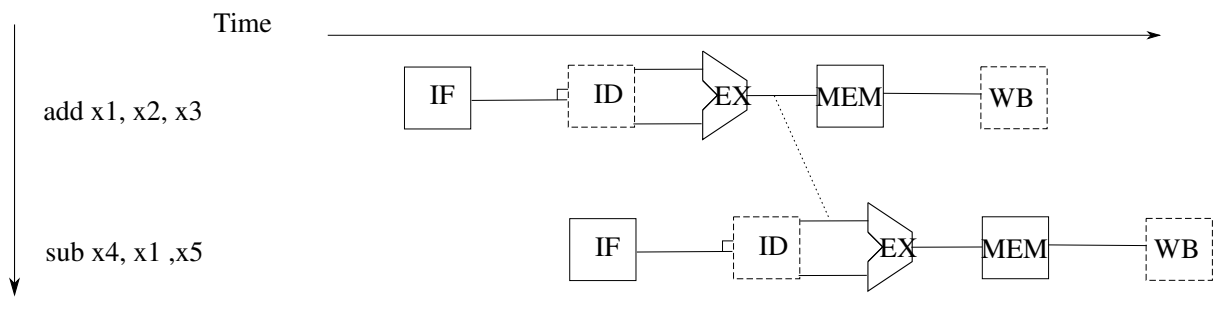 Time
add x1, x2, x3 IF ID EX MEM WB
sub x4, x1 ,x5 IF ID EX MEM WB